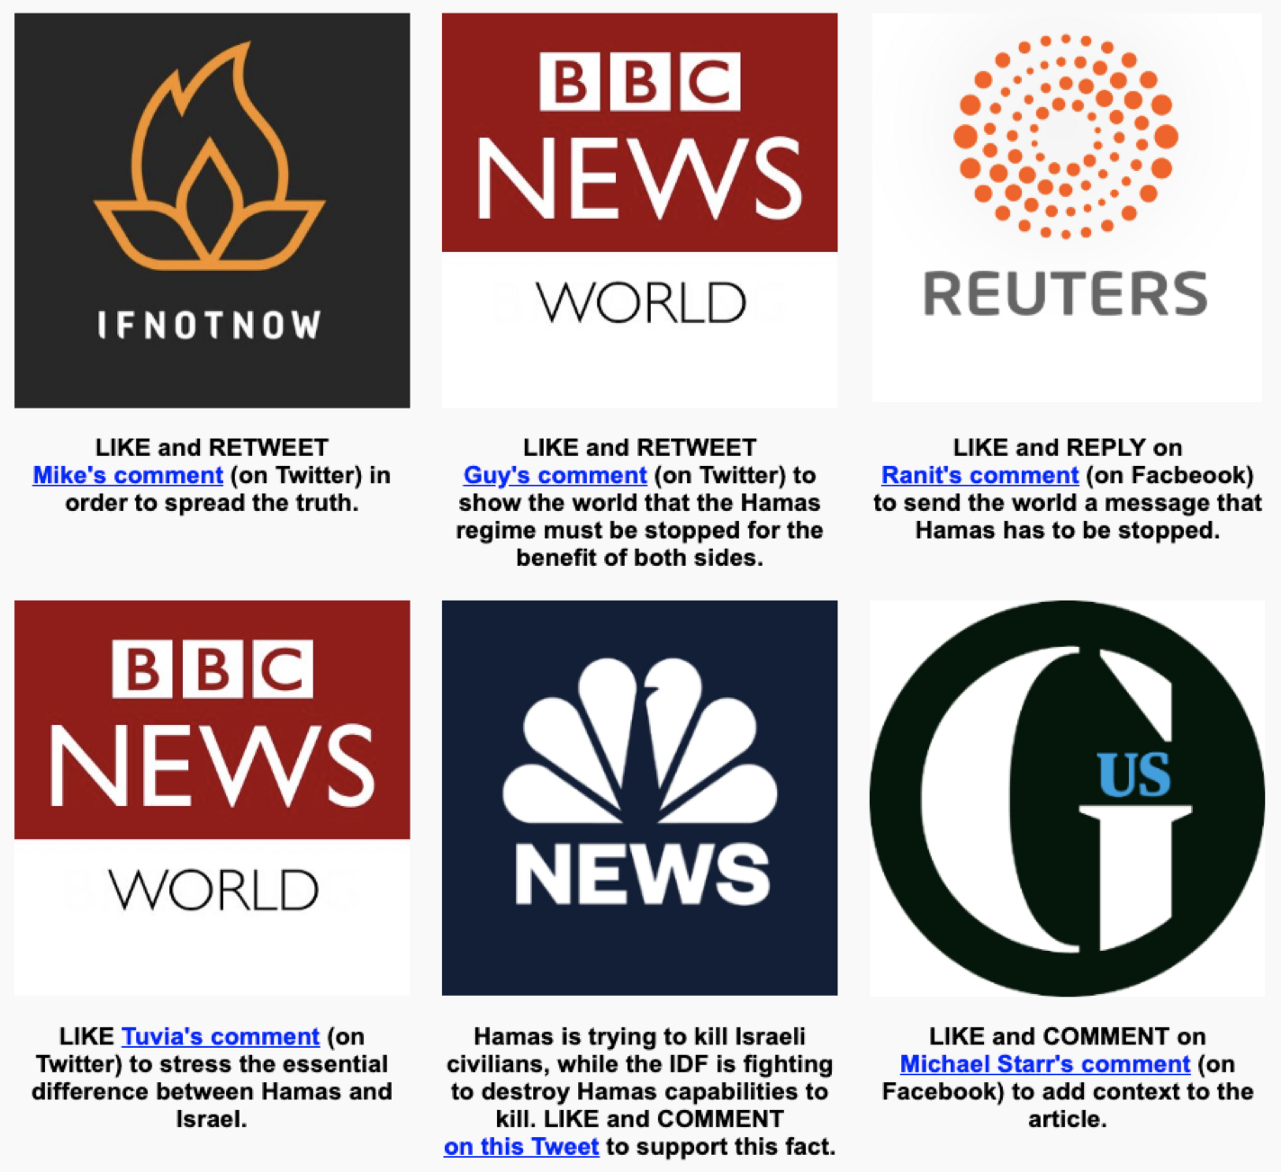 IFNOTNOW
BBC
NEWS
WORLD
REUTERS
LIKE and RETWEET
Mike's comment (on Twitter) in
order to spread the truth.
LIKE and RETWEET
Guy's comment (on Twitter) to
show the world that the Hamas
regime must be stopped for the
benefit of both sides.
LIKE and REPLY on
Ranit's comment (on Facbeook)
to send the world a message that
Hamas has to be stopped.
BBC
NEWS
WORLD
NEWS
G
US
LIKE Tuvia's comment (on
Twitter) to stress the essential
difference between Hamas and
Israel.
Hamas is trying to kill Israeli
civilians, while the IDF is fighting
to destroy Hamas capabilities to
kill. LIKE and COMMENT
on this Tweet to support this fact.
LIKE and COMMENT on
Michael Starr's comment (on
Facebook) to add context to the
article.